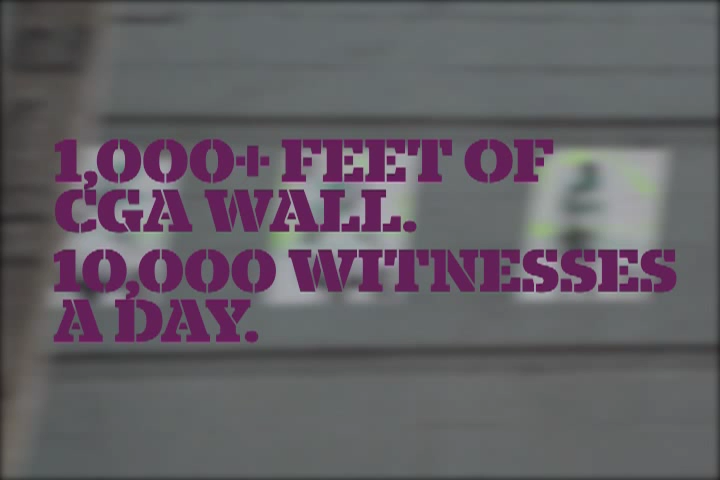 1,000+ FEET OF
CGA WALL.
10,000 WITNESSES
A DAY.